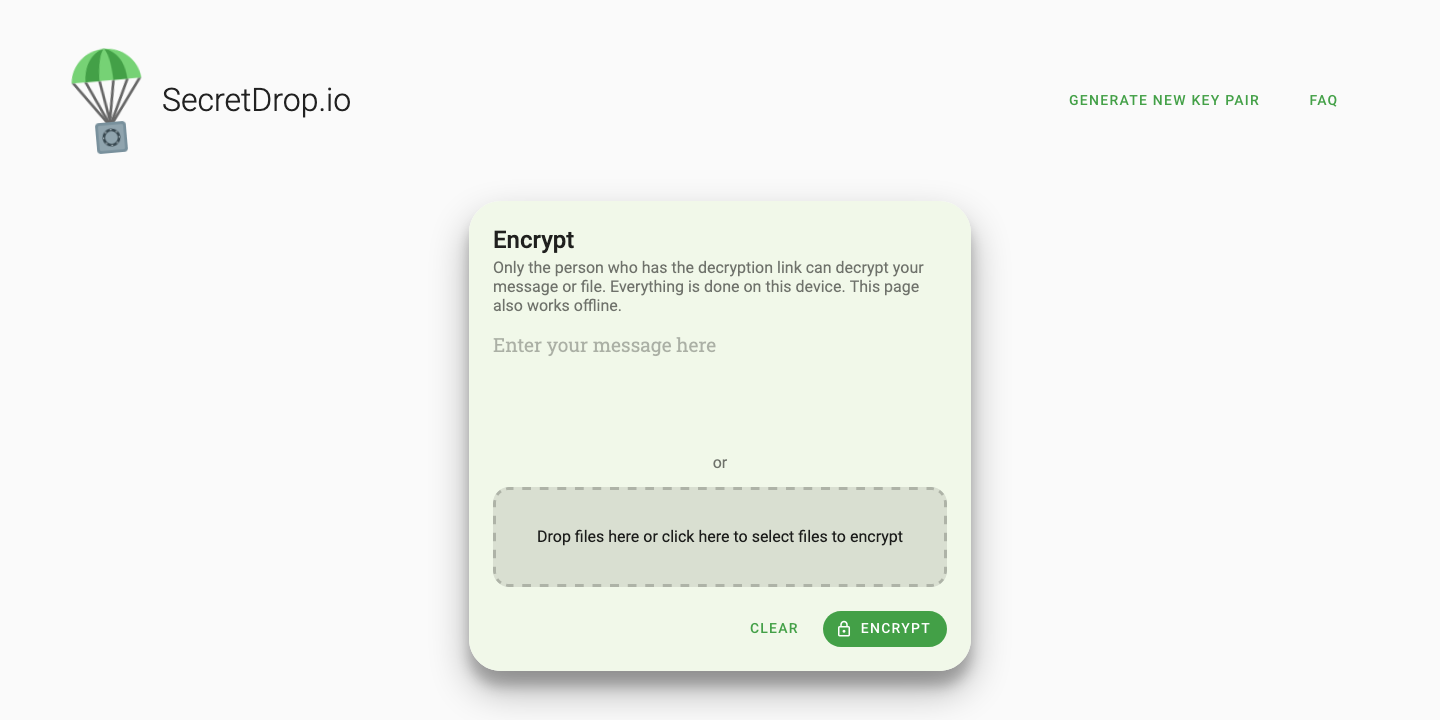 SecretDrop.io
GENERATE NEW KEY PAIR
FAQ
Encrypt
Only the person who has the decryption link can decrypt your
message or file. Everything is done on this device. This page
also works offline.
Enter your message here
or
Drop files here or click here to select files to encrypt
CLEAR
ENCRYPT